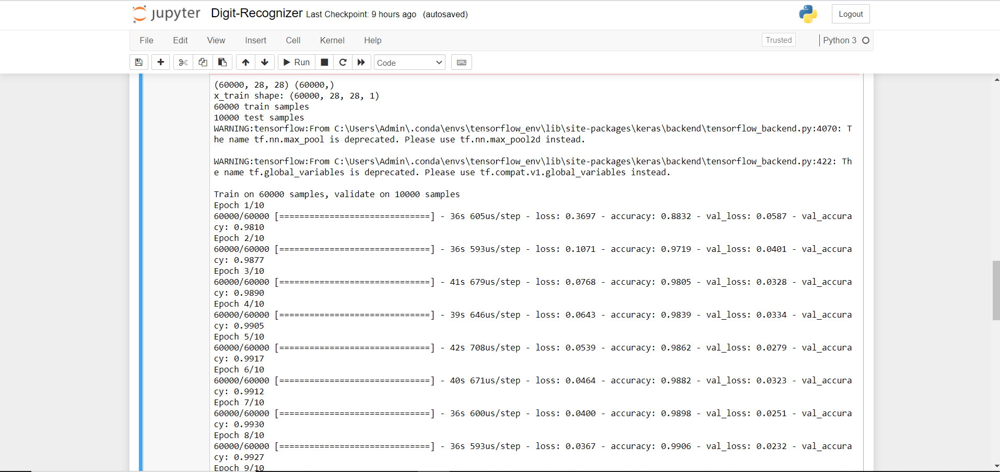 jupyter Digit-Recognizer Last Checkpoint: 9 hours ago (autosaved)
Logout
File Edit View Insert Cell Kernel Help
Trusted
Python 3
Run
Code
(60000, 28, 28) (60000,)
x_train shape: (60000, 28, 28, 1)
60000 train samples
10000 test samples
WARNING:tensorflow:From C:\Users\Admin\.conda\envs\tensorflow_env\lib\site-packages\keras\backend\tensorflow_backend.py:4070: T
he name tf.nn.max_pool is deprecated. Please use tf.nn.max_pool2d instead.
WARNING:tensorflow:From C:\Users\Admin\.conda\envs\tensorflow_env\lib\site-packages\keras\backend\tensorflow_backend.py:422: Th
e name tf.global_variables is deprecated. Please use tf.compat.v1.global_variables instead.
Train on 60000 samples, validate on 10000 samples
Epoch 1/10
60000/60000 [==============================] - 36s 605us/step - loss: 0.3697 - accuracy: 0.8832 - val_loss: 0.0587 - val_accura
cy: 0.9810
Epoch 2/10
60000/60000 [==============================] - 36s 593us/step - loss: 0.1071 - accuracy: 0.9719 - val_loss: 0.0401 - val_accura
cy: 0.9877
Epoch 3/10
60000/60000 [==============================] - 41s 679us/step - loss: 0.0768 - accuracy: 0.9805 - val_loss: 0.0328 - val_accura
cy: 0.9890
Epoch 4/10
60000/60000 [==============================] - 39s 646us/step - loss: 0.0643 - accuracy: 0.9839 - val_loss: 0.0334 - val_accura
cy: 0.9905
Epoch 5/10
60000/60000 [==============================] - 42s 708us/step - loss: 0.0539 - accuracy: 0.9862 - val_loss: 0.0279 - val_accura
cy: 0.9917
Epoch 6/10
60000/60000 [==============================] - 40s 671us/step - loss: 0.0464 - accuracy: 0.9882 - val_loss: 0.0323 - val_accura
cy: 0.9912
Epoch 7/10
60000/60000 [==============================] - 36s 600us/step - loss: 0.0400 - accuracy: 0.9898 - val_loss: 0.0251 - val_accura
cy: 0.9930
Epoch 8/10
60000/60000 [==============================] - 36s 593us/step - loss: 0.0367 - accuracy: 0.9906 - val_loss: 0.0232 - val_accura
cy: 0.9927
Epoch 9/10